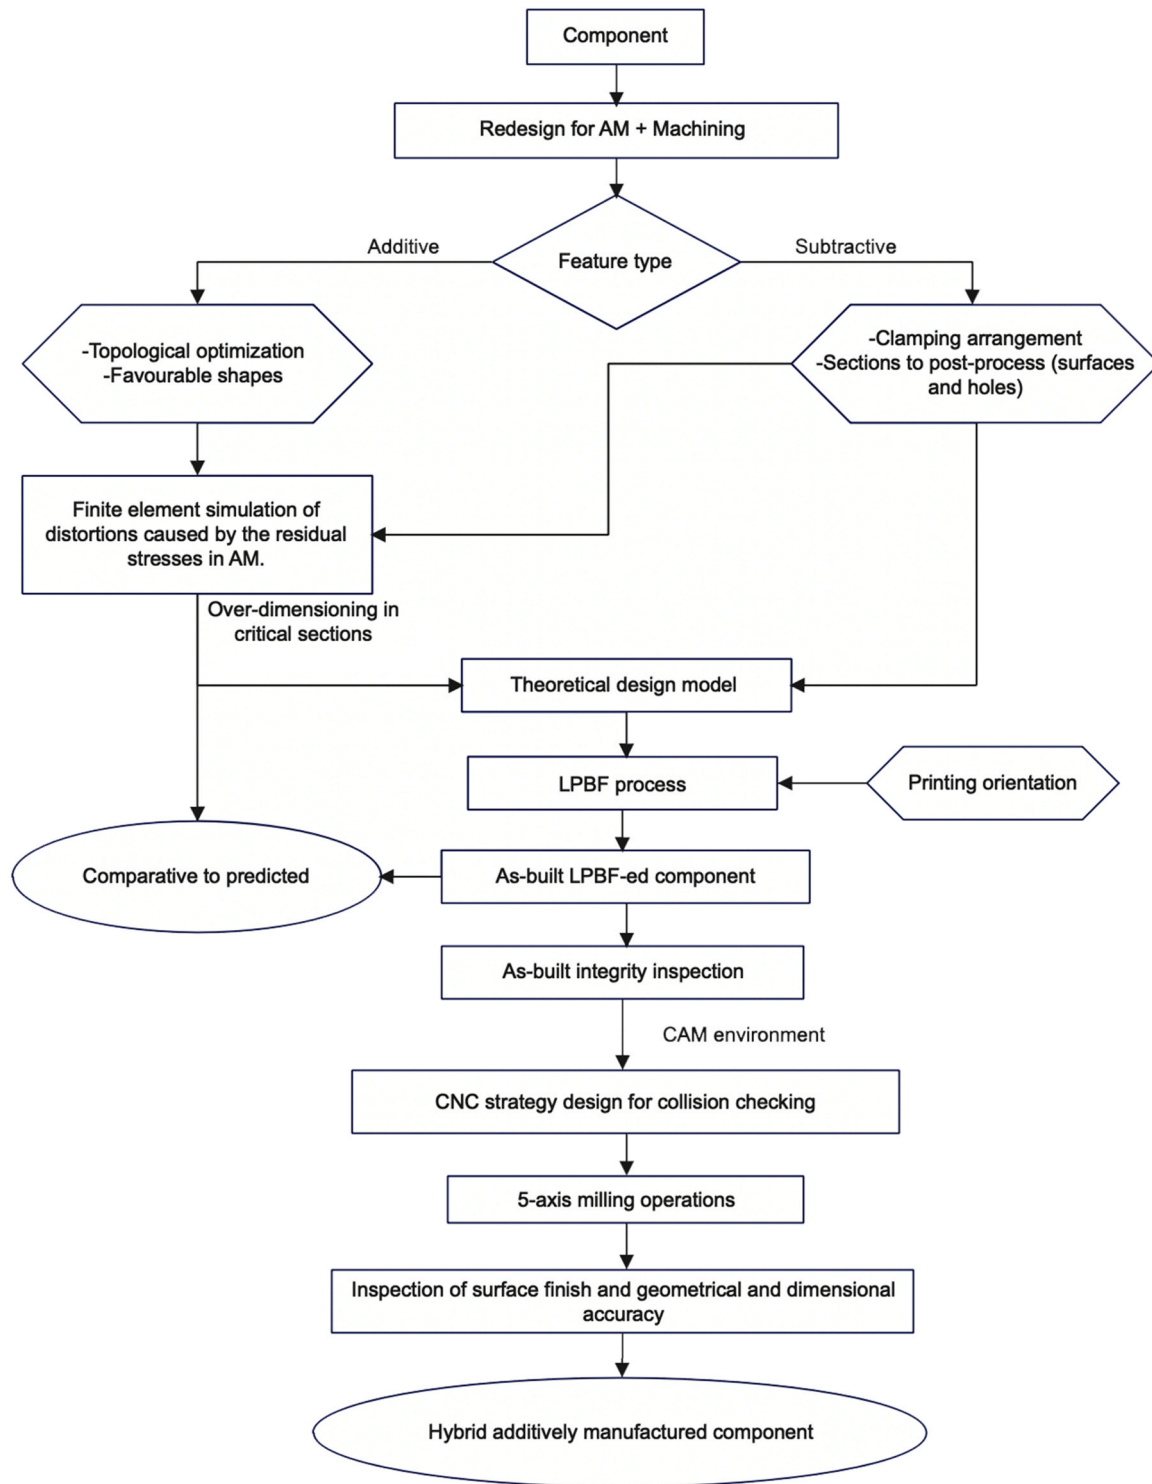 Component
Redesign for AM + Machining
Additive
Feature type
Subtractive
-Topological optimization
-Favourable shapes
-Clamping arrangement
-Sections to post-process (surfaces
and holes)
Finite element simulation of
distortions caused by the residual
stresses in AM.
Over-dimensioning in
critical sections
Theoretical design model
LPBF process
Printing orientation
Comparative to predicted
As-built LPBF-ed component
As-built integrity inspection
CAM environment
CNC strategy design for collision checking
5-axis milling operations
Inspection of surface finish and geometrical and dimensional
accuracy
Hybrid additively manufactured component